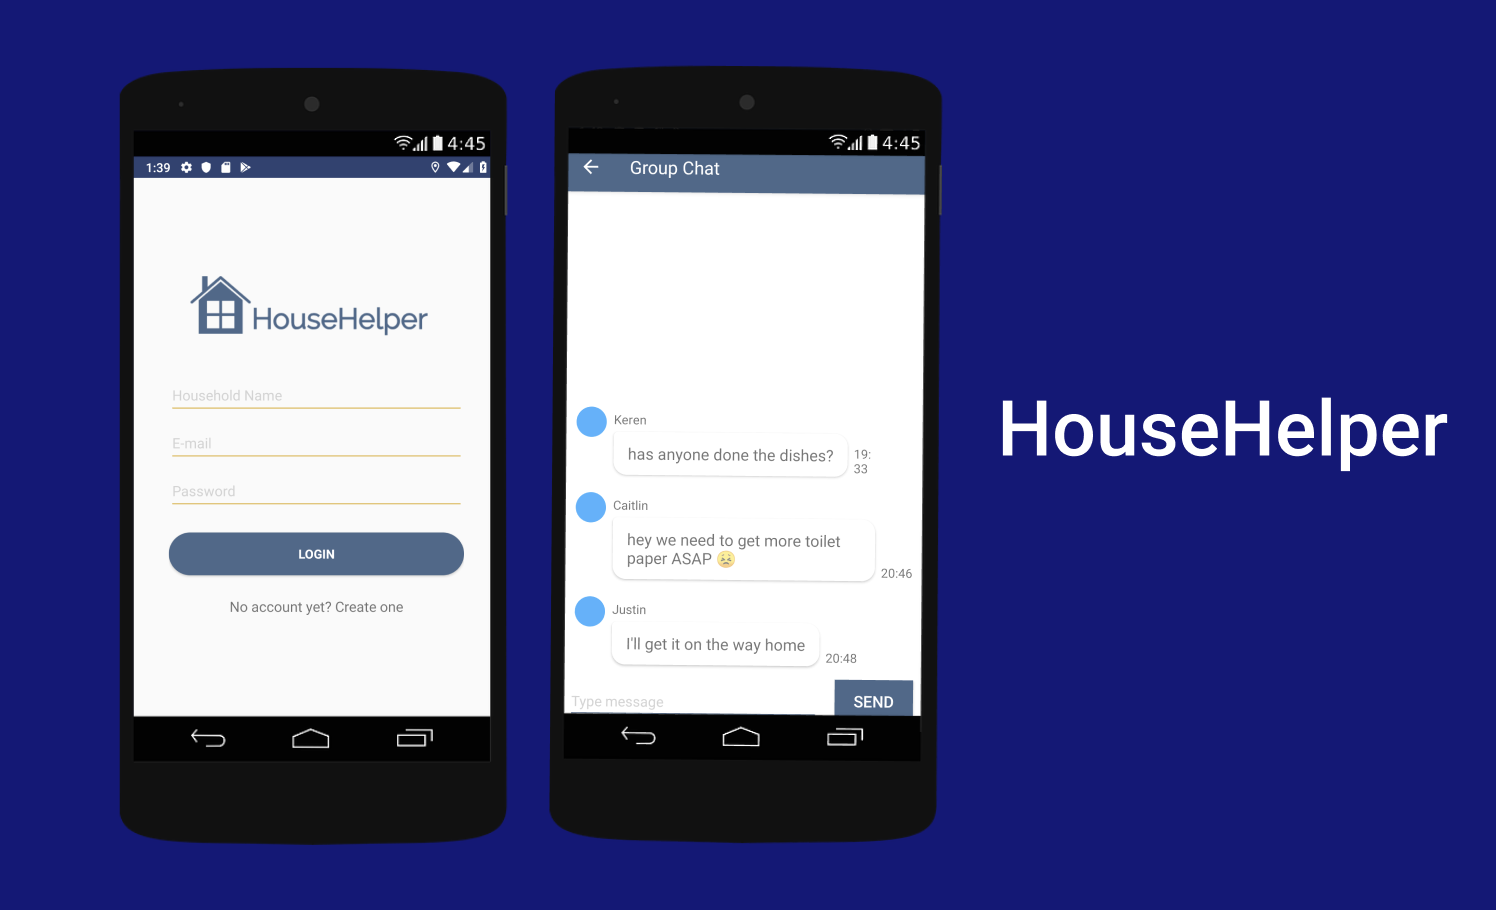 4:45
1:39
HouseHelper
Household Name
E-mail
Password
LOGIN
No account yet? Create one
4:45
Group Chat
Keren
has anyone done the dishes?
19:
33
Caitlin
hey we need to get more toilet
paper ASAP 😣
20:46
Justin
I'll get it on the way home
20:48
Type message
SEND
HouseHelper